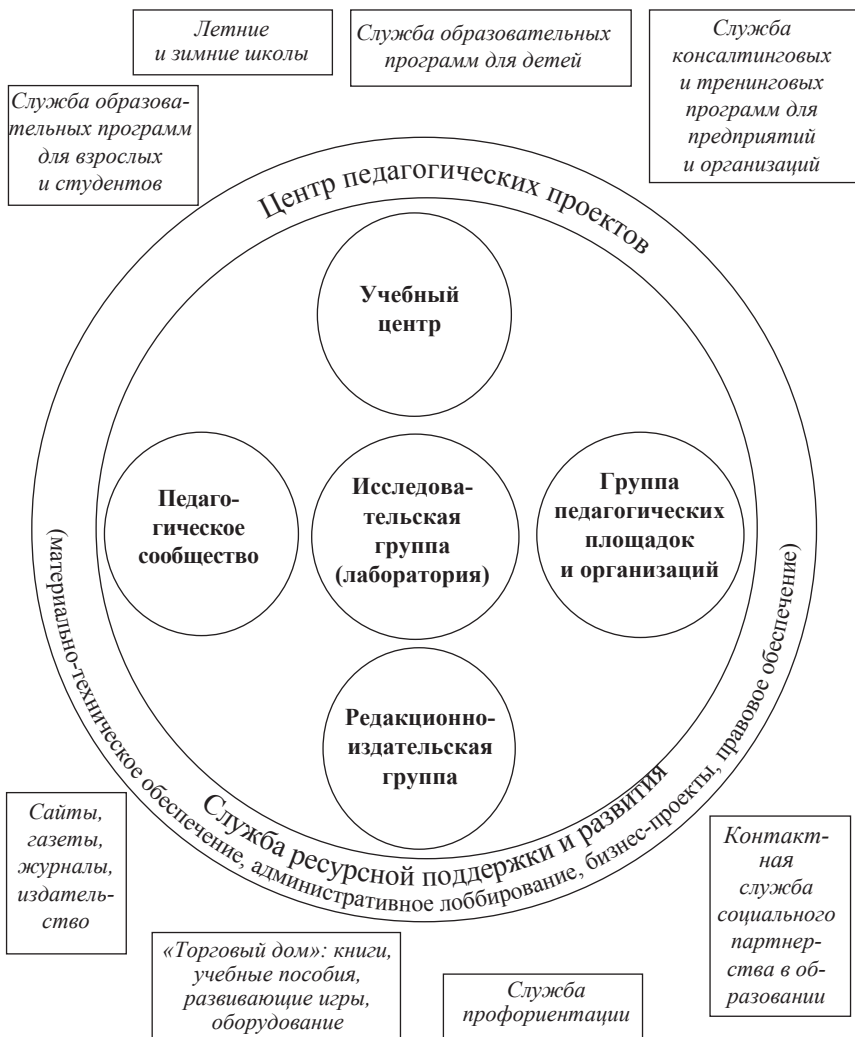 Летние
и зимние школы
Служба образовательных
программ для детей
Служба
консалтинговых
и тренинговых
программ для
предприятий
и организаций
Служба образова-
тельных программ
для взрослых
и студентов
Центр педагогических проектов
Учебный
центр
Педаго-
гическое
сообщество
Исследова-
тельская
группа
(лаборатория)
Группа
педагогических
площадок
и организаций
Редакционно-
издательская
группа
Служба ресурсной поддержки и развития
(материально-техническое обеспечение, административное лоббирование, бизнес-проекты, правовое обеспечение)
Сайты,
газеты,
журналы,
издатель-
ство
«Торговый дом»: книги,
учебные пособия,
развивающие игры,
оборудование
Служба
профориентации
Контакт-
ная
служба
социального
партнер-
ства в об-
разовании